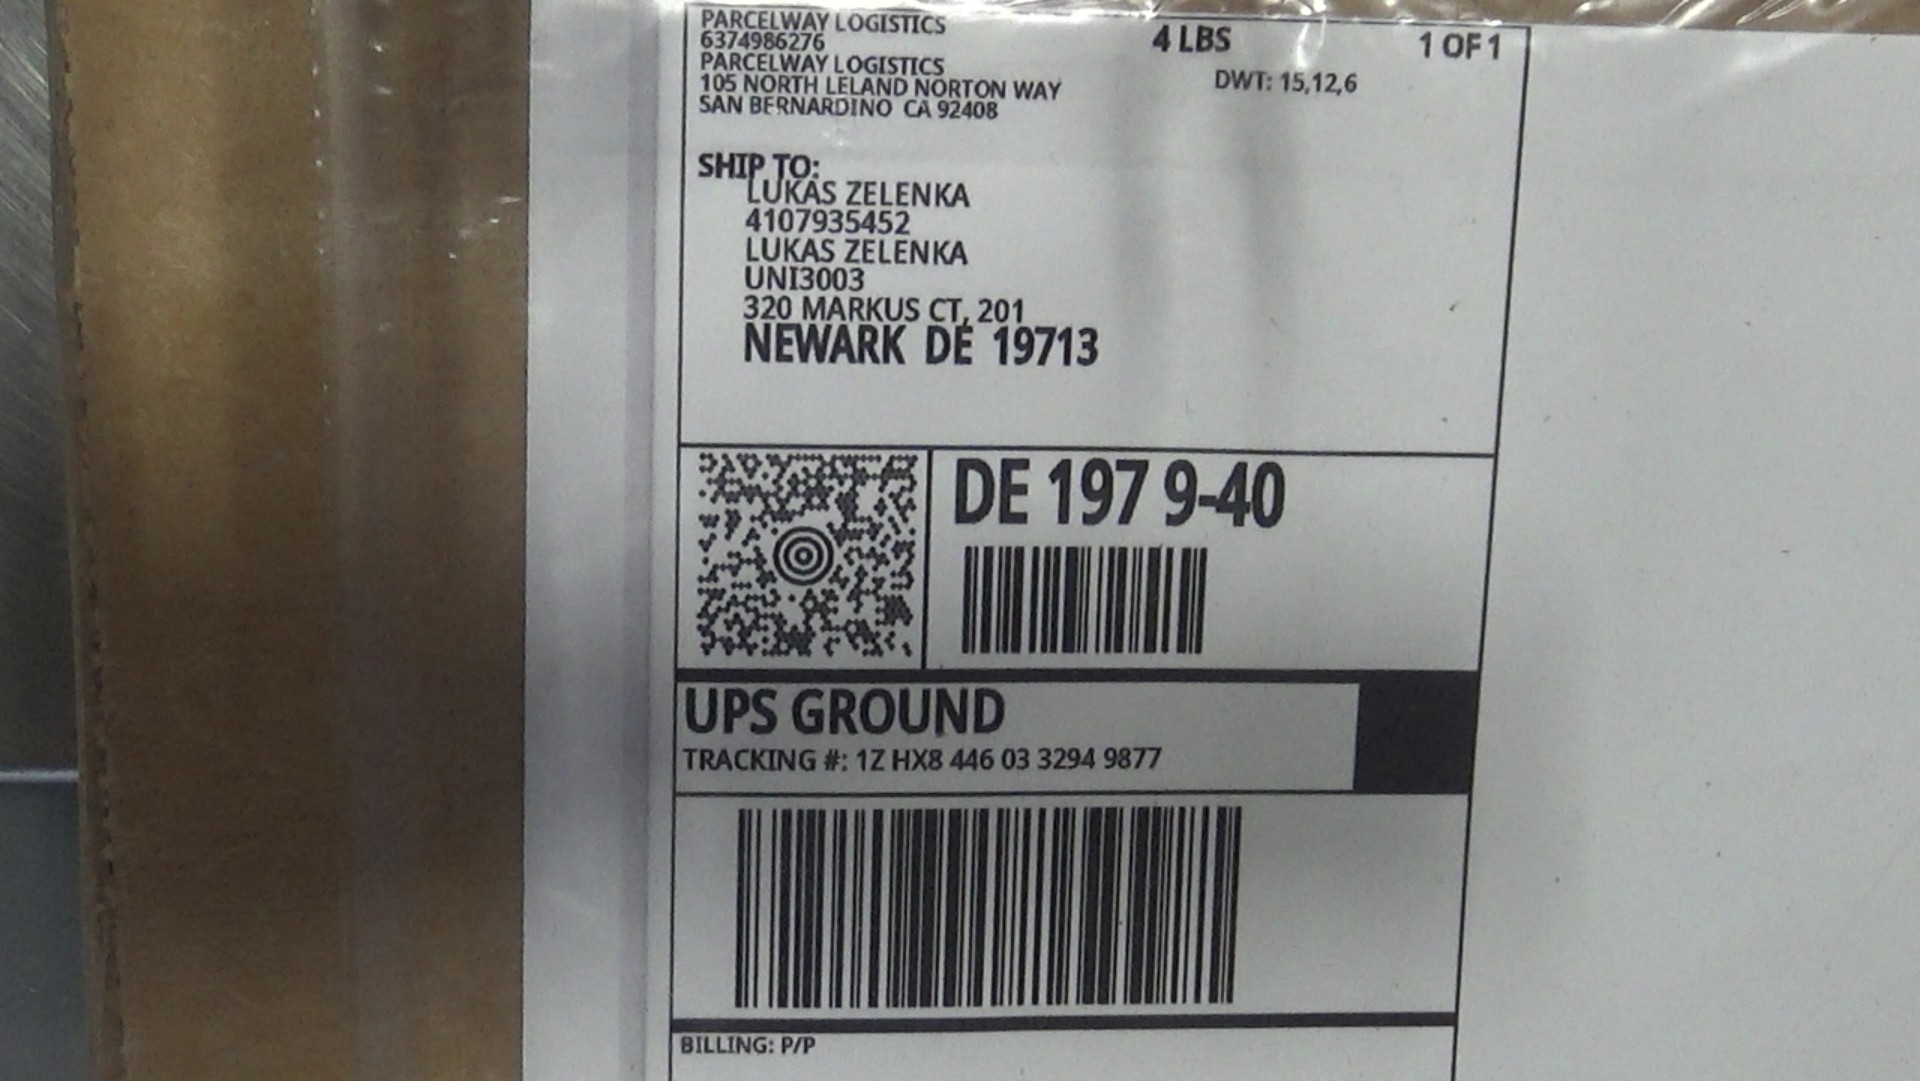 PARCELWAY LOGISTICS
6374986276
PARCELWAY LOGISTICS
105 NORTH LELAND NORTON WAY
SAN BERNARDINO CA 92408
4 LBS
1 OF 1
DWT: 15,12,6
SHIP TO:
LUKAS ZELENKA
4107935452
LUKAS ZELENKA
UNI3003
320 MARKUS CT, 201
NEWARK DE 19713
DE 197 9-40
UPS GROUND
TRACKING #: 1Z HX8 446 03 3294 9877
BILLING: P/P